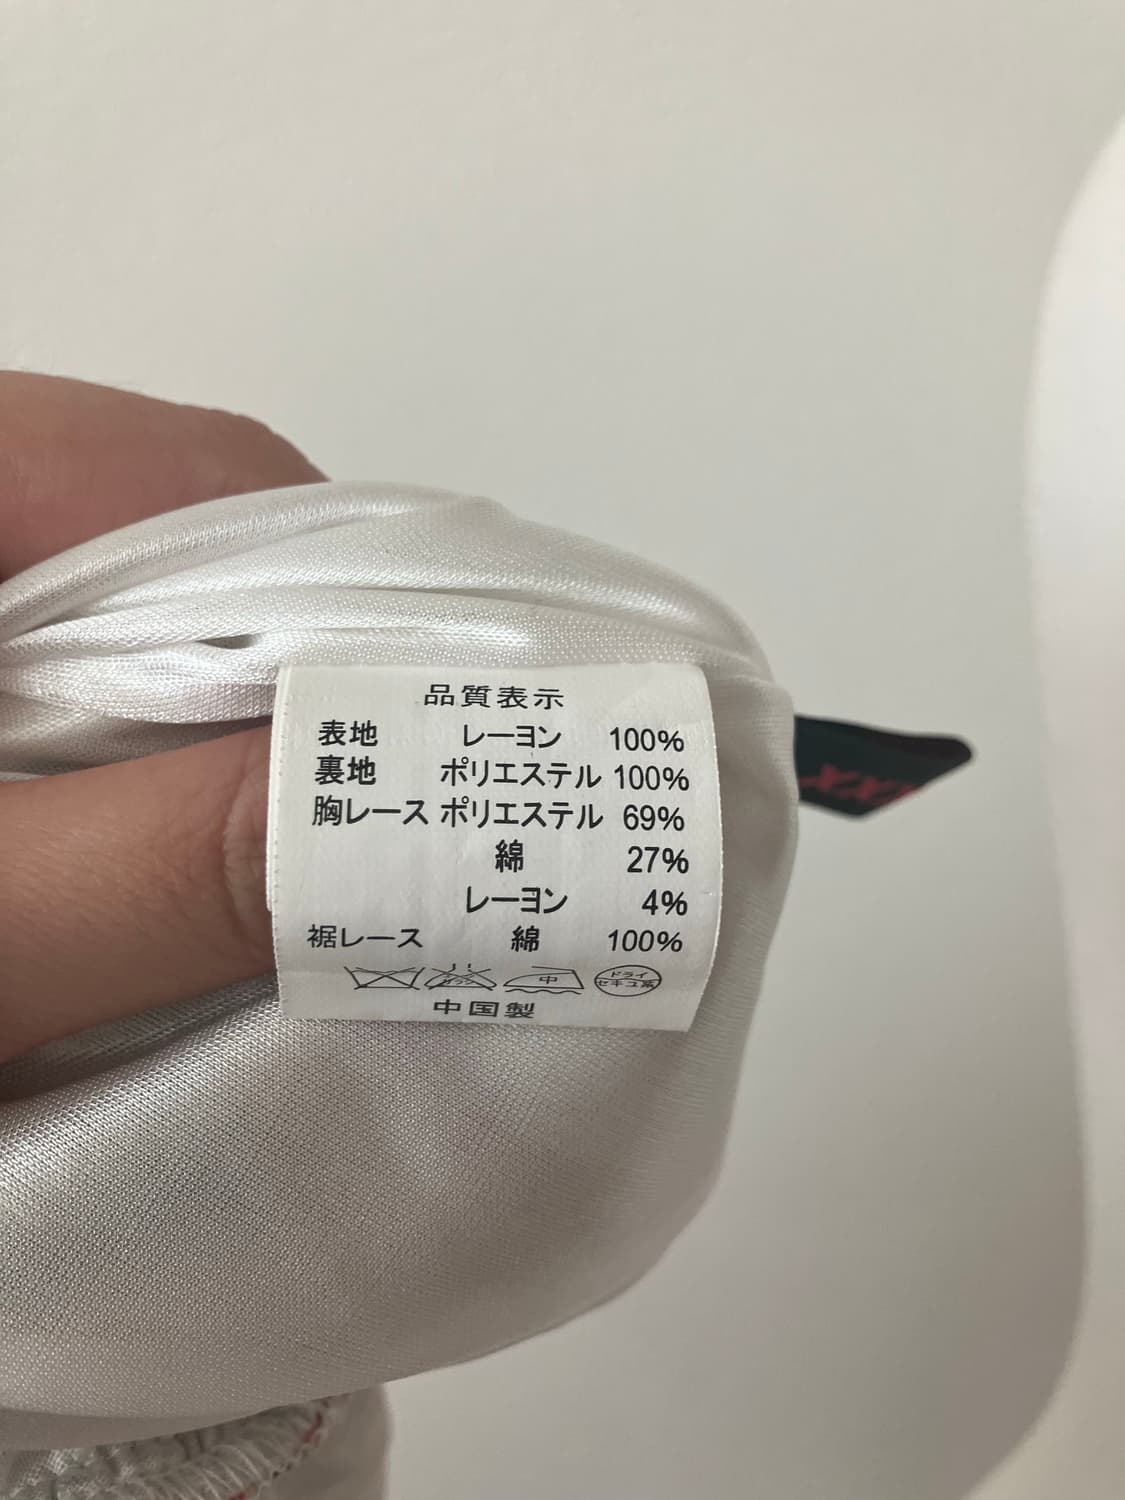 品質表示
表地 レーヨン 100%
裏地 ポリエステル 100%
胸レース ポリエステル 69%
綿 27%
レーヨン 4%
裾レース 綿 100%
中 ドライ
セキユ系
中国製